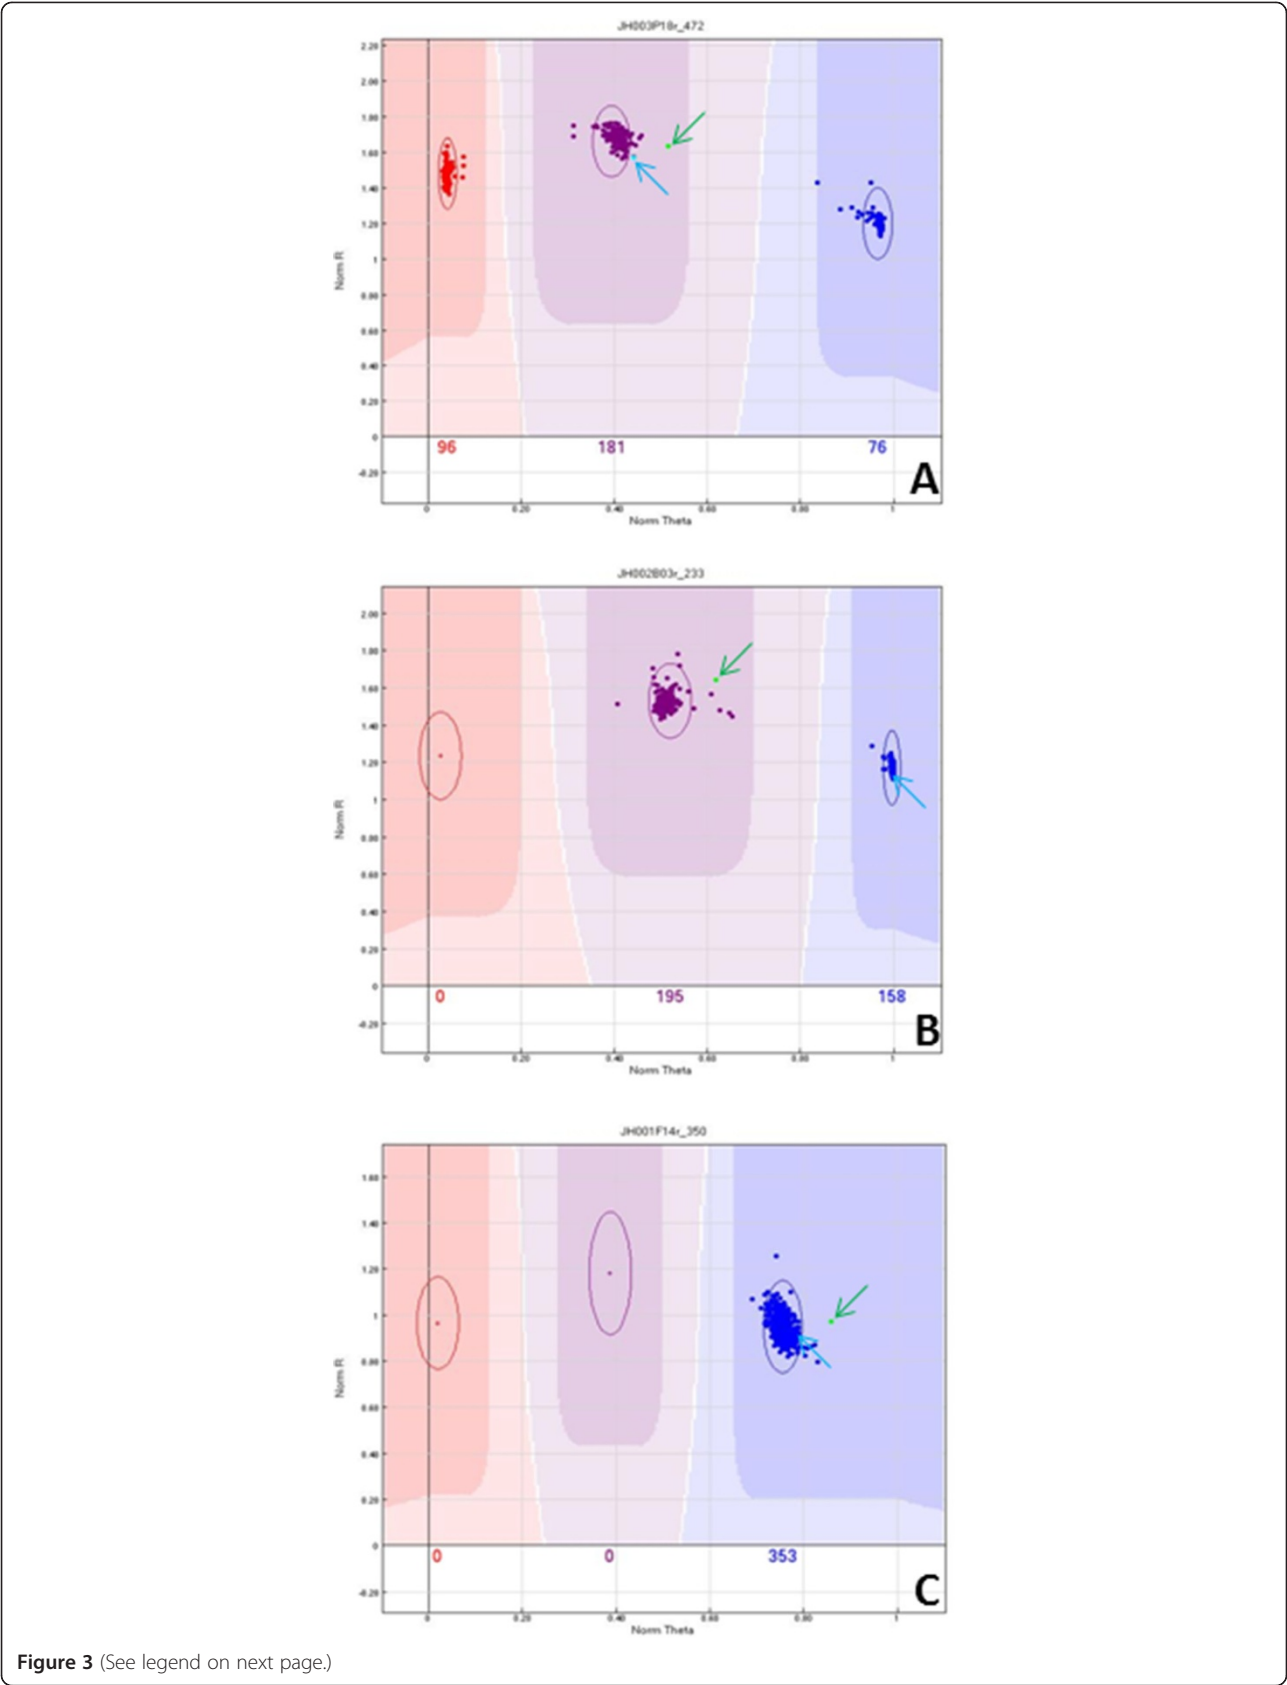 JH003P18r_472
2.20
2.00
1.80
1.60
1.40
1.20
1
0.80
0.60
0.40
0.20
0
-0.20
Norm R
96 181 76
A
0 0.20 0.40 0.60 0.80 1
Norm Theta
JH002B03r_233
2.00
1.80
1.60
1.40
1.20
1
0.80
0.60
0.40
0.20
0
-0.20
Norm R
0 195 158
B
0 0.20 0.40 0.60 0.80 1
Norm Theta
JH001F14r_350
1.60
1.40
1.20
1
0.80
0.60
0.40
0.20
0
-0.20
Norm R
0 0 353
C
0 0.20 0.40 0.60 0.80 1
Norm Theta
Figure 3 (See legend on next page.)